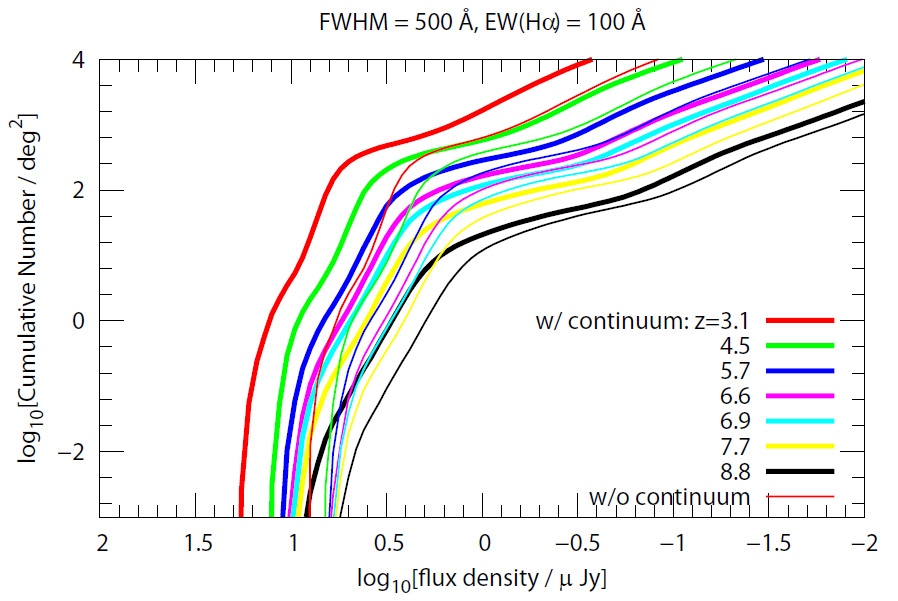 FWHM = 500 Å, EW(Hα) = 100 Å
log₁₀[Cumulative Number / deg²]
4
2
0
−2
w/ continuum: z=3.1
4.5
5.7
6.6
6.9
7.7
8.8
w/o continuum
2 1.5 1 0.5 0 −0.5 −1 −1.5 −2
log₁₀[flux density / μ Jy]